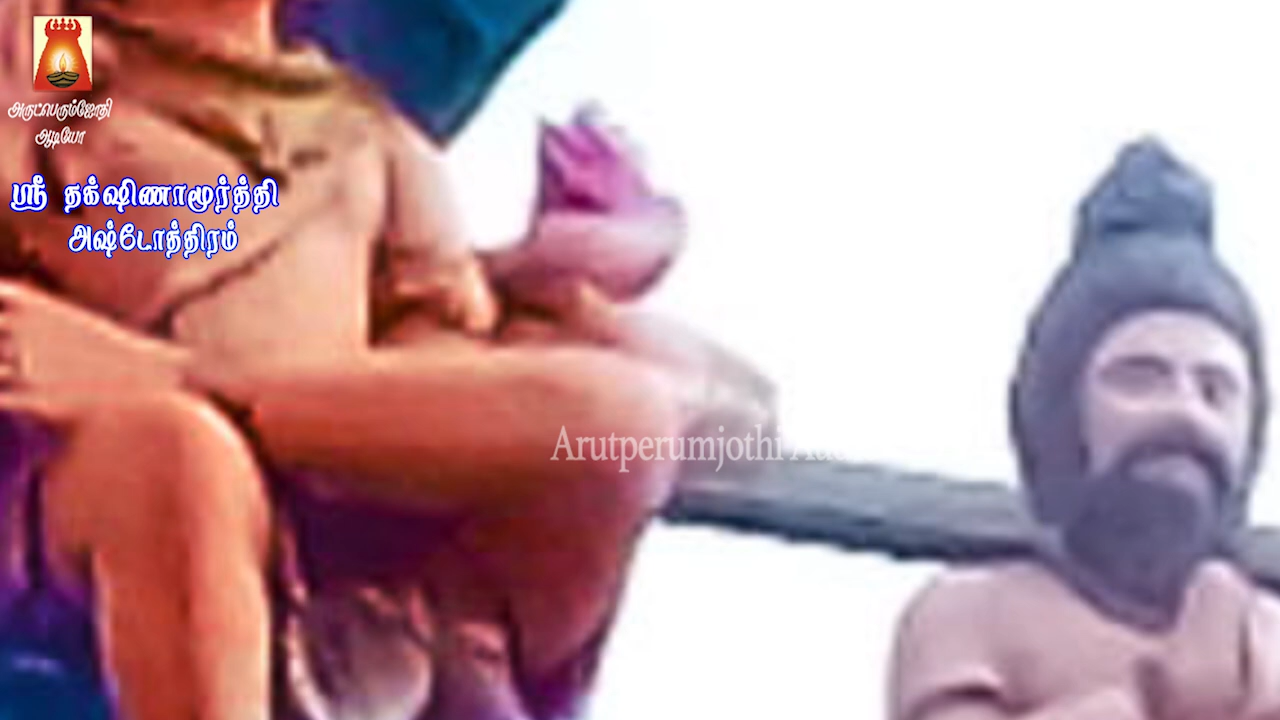 அருட்பெரும்ஜோதி
ஆடியோ
ஸ்ரீ தக்ஷிணாமூர்த்தி
அஷ்டோத்திரம்
Arutperumjothi